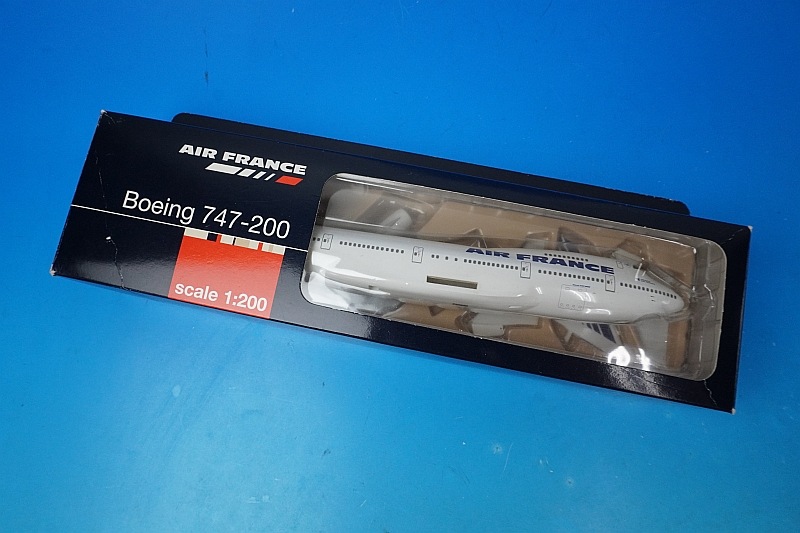 AIR FRANCE
Boeing 747-200
scale 1:200
AIR FRANCE